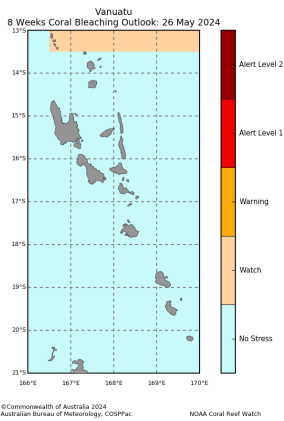 Vanuatu
8 Weeks Coral Bleaching Outlook: 26 May 2024
13°S
14°S
15°S
16°S
17°S
18°S
19°S
20°S
21°S
166°E 167°E 168°E 169°E 170°E
Alert Level 2
Alert Level 1
Warning
Watch
No Stress
©Commonwealth of Australia 2024
Australian Bureau of Meteorology, COSPPac NOAA Coral Reef Watch